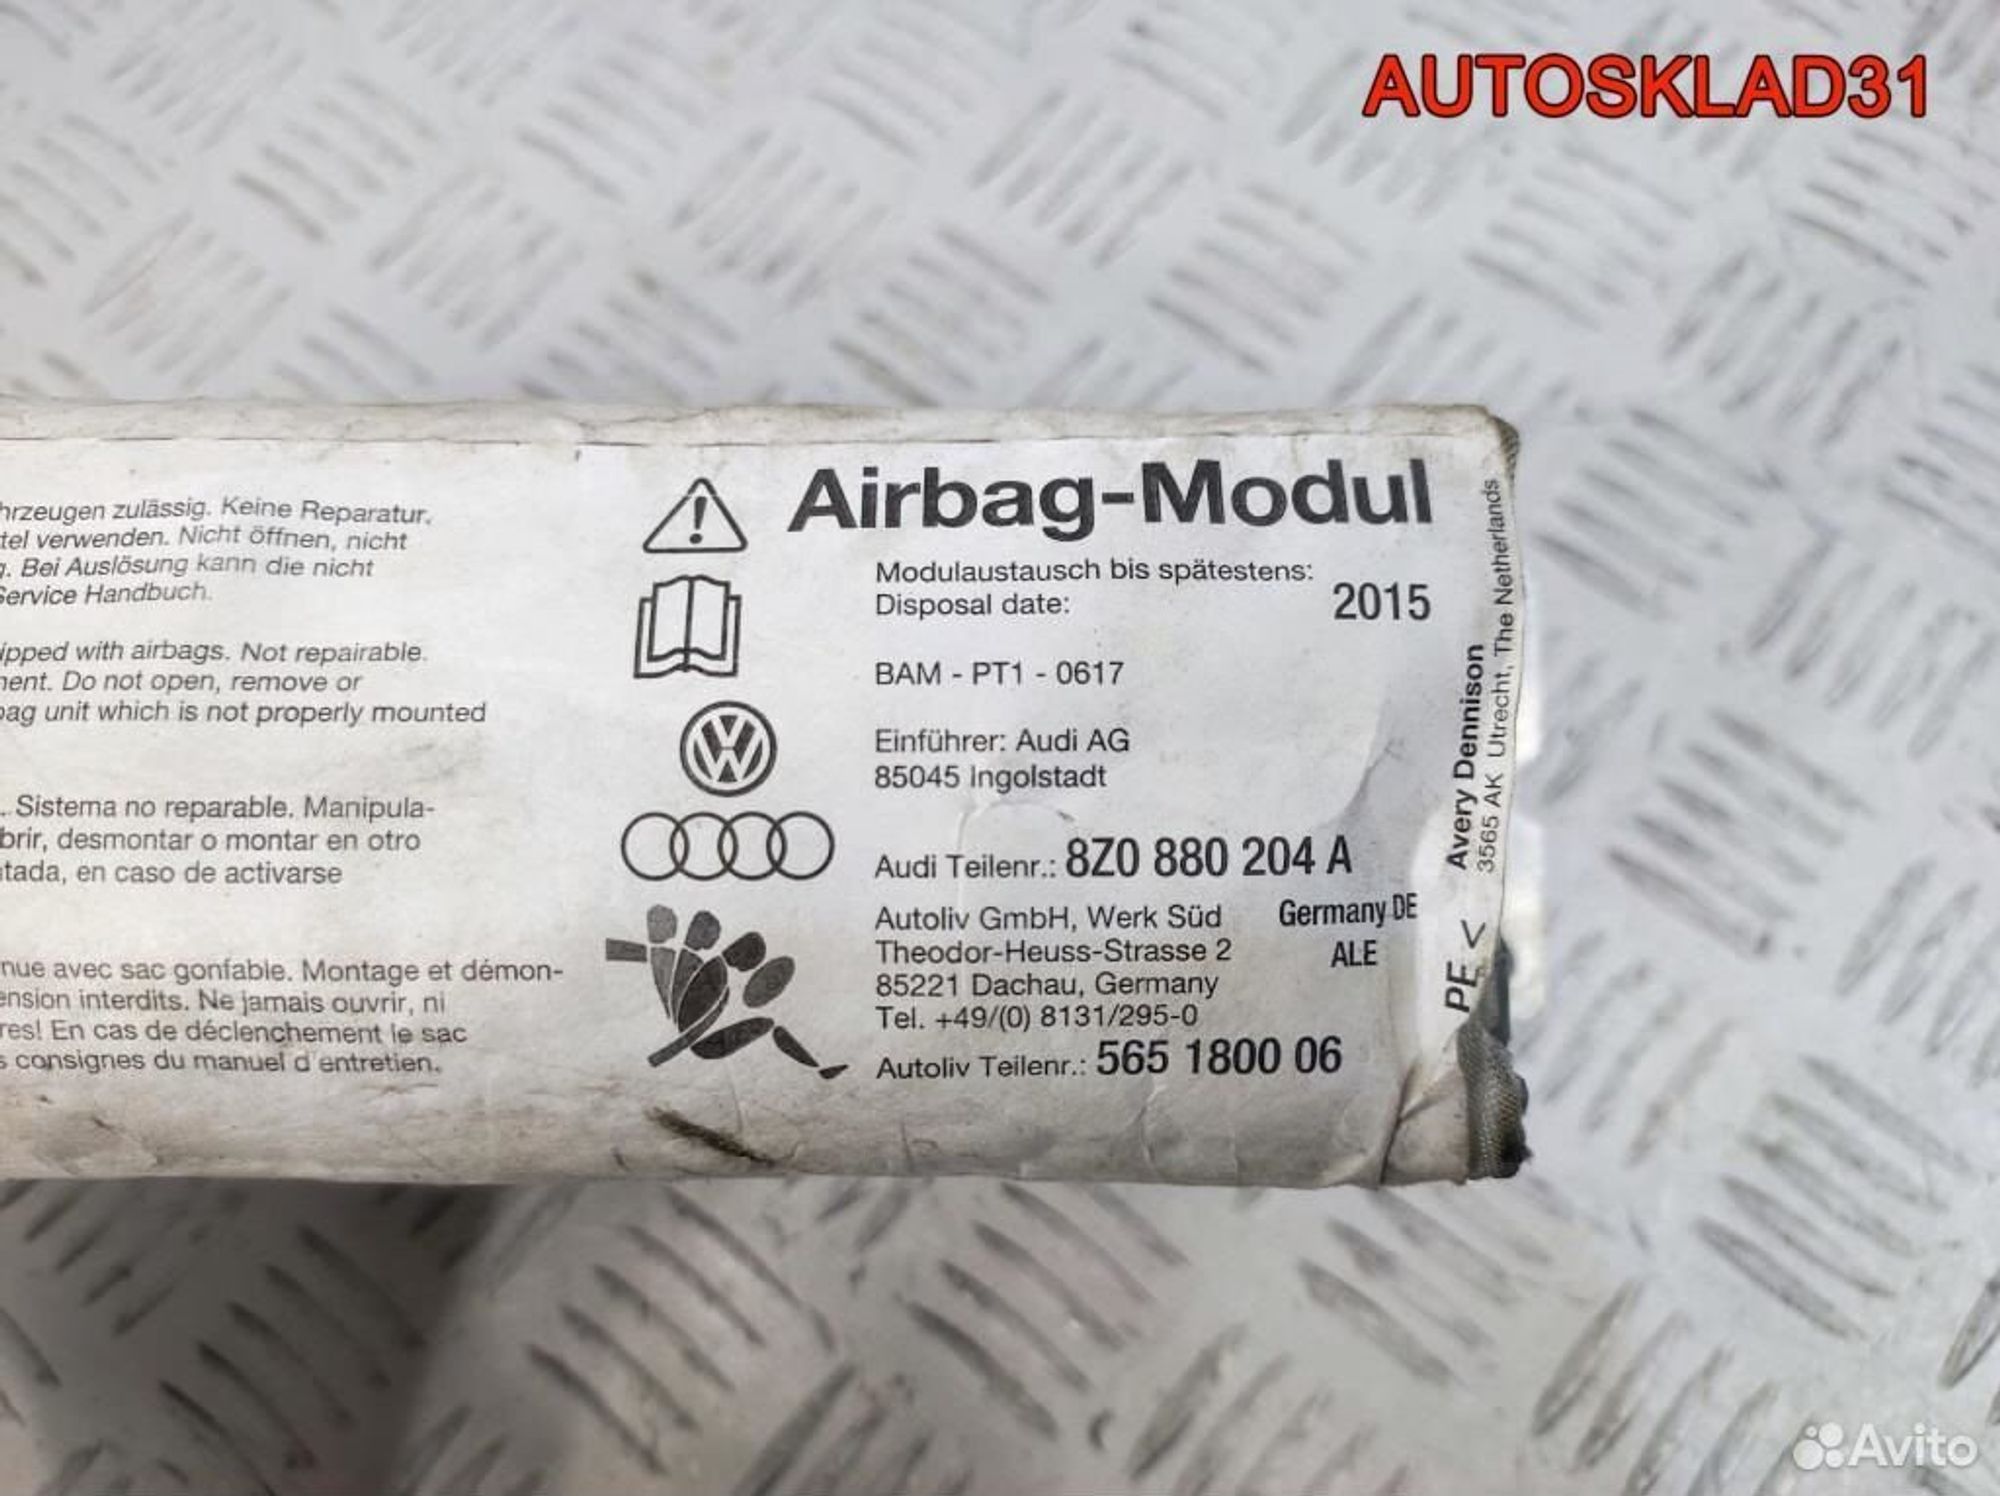 AUTOSKLAD31
hrzeugen zulässig. Keine Reparatur.
tel verwenden. Nicht öffnen, nicht
g. Bei Auslösung kann die nicht
Service Handbuch.
ipped with airbags. Not repairable.
nent. Do not open, remove or
bag unit which is not properly mounted
. Sistema no reparable. Manipula-
brir, desmontar o montar en otro
tada, en caso de activarse
nue avec sac gonfable. Montage et démon-
ension interdits. Ne jamais ouvrir, ni
res! En cas de déclenchement le sac
s consignes du manuel d'entretien.
Airbag-Modul
Modulaustausch bis spätestens:
Disposal date: 2015
BAM - PT1 - 0617
Einführer: Audi AG
85045 Ingolstadt
Audi Teilenr.: 8Z0 880 204 A
Autoliv GmbH, Werk Süd Germany DE
Theodor-Heuss-Strasse 2 ALE
85221 Dachau, Germany
Tel. +49/(0) 8131/295-0
Autoliv Teilenr.: 565 1800 06
Avery Dennison
3565 AK Utrecht, The Netherlands
PE <
Avito